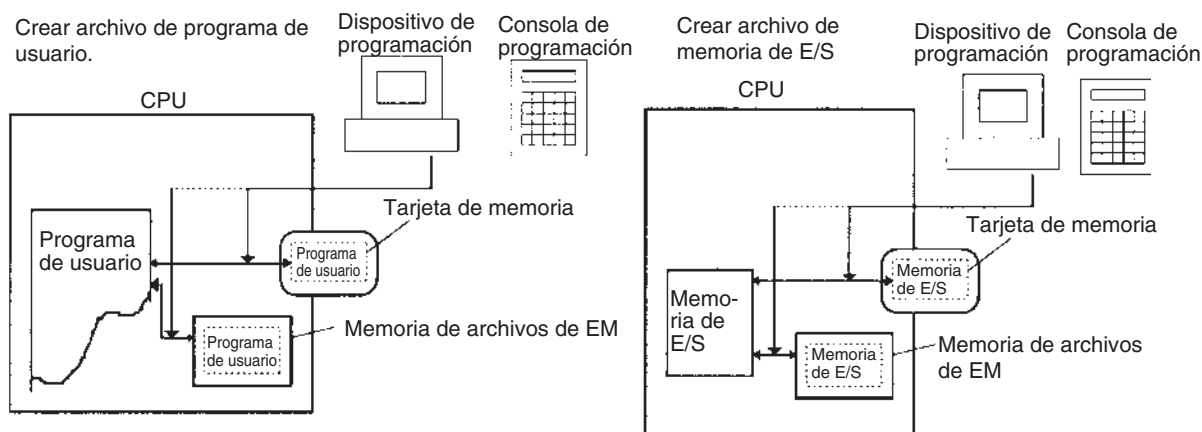 Crear archivo de programa de
usuario.
Dispositivo de
programación
Consola de
programación
CPU
Programa
de usuario
Tarjeta de memoria
Programa
de usuario
Memoria de archivos de EM
Programa
de usuario
Crear archivo de
memoria de E/S
Dispositivo de
programación
Consola de
programación
CPU
Tarjeta de memoria
Memoria
de E/S
Memo-
ria de
E/S
Memoria de archivos
de EM
Memoria
de E/S